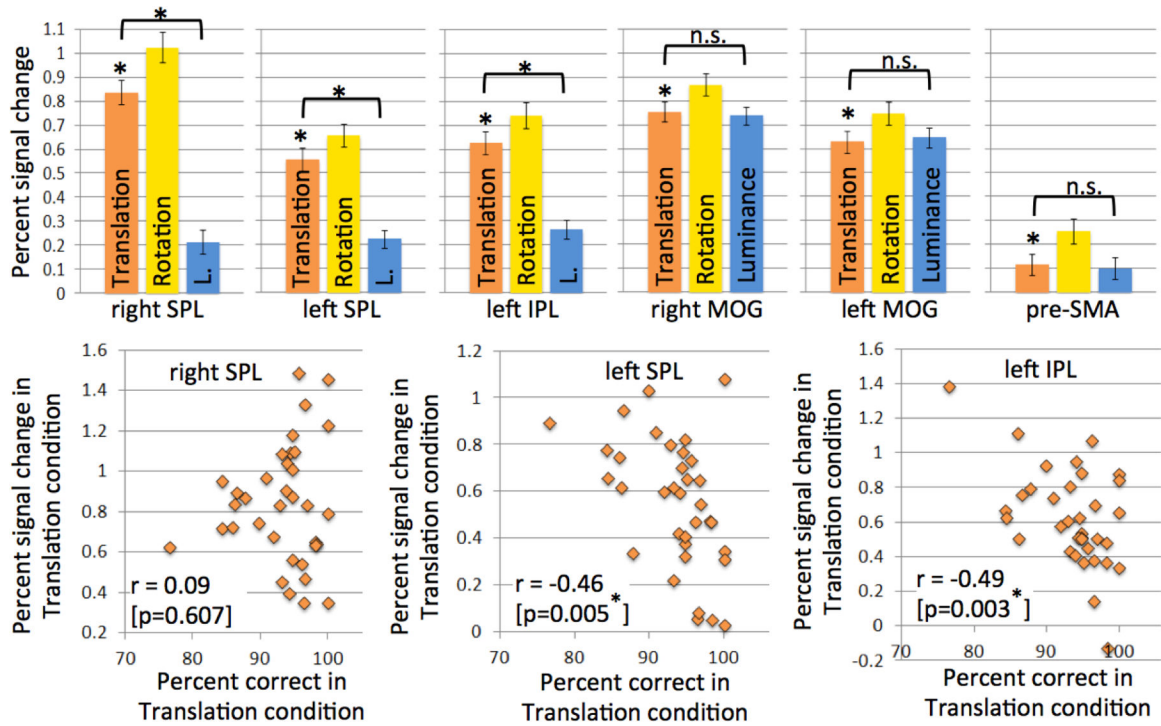 Percent signal change
1.1
1
0.9
0.8
0.7
0.6
0.5
0.4
0.3
0.2
0.1
0
*
*
Translation
Rotation
L.
right SPL
*
*
Translation
Rotation
L.
left SPL
*
*
Translation
Rotation
L.
left IPL
n.s.
*
Translation
Rotation
Luminance
right MOG
n.s.
*
Translation
Rotation
Luminance
left MOG
n.s.
*
pre-SMA
Percent signal change in
Translation condition
1.6
1.4
1.2
1
0.8
0.6
0.4
0.2
right SPL
r = 0.09
[p=0.607]
70 80 90 100
Percent correct in
Translation condition
Percent signal change in
Translation condition
1.2
1
0.8
0.6
0.4
0.2
0
left SPL
r = -0.46
[p=0.005*]
70 80 90 100
Percent correct in
Translation condition
Percent signal change in
Translation condition
1.6
1.4
1.2
1
0.8
0.6
0.4
0.2
0
-0.2
left IPL
r = -0.49
[p=0.003*]
70 80 90 100
Percent correct in
Translation condition